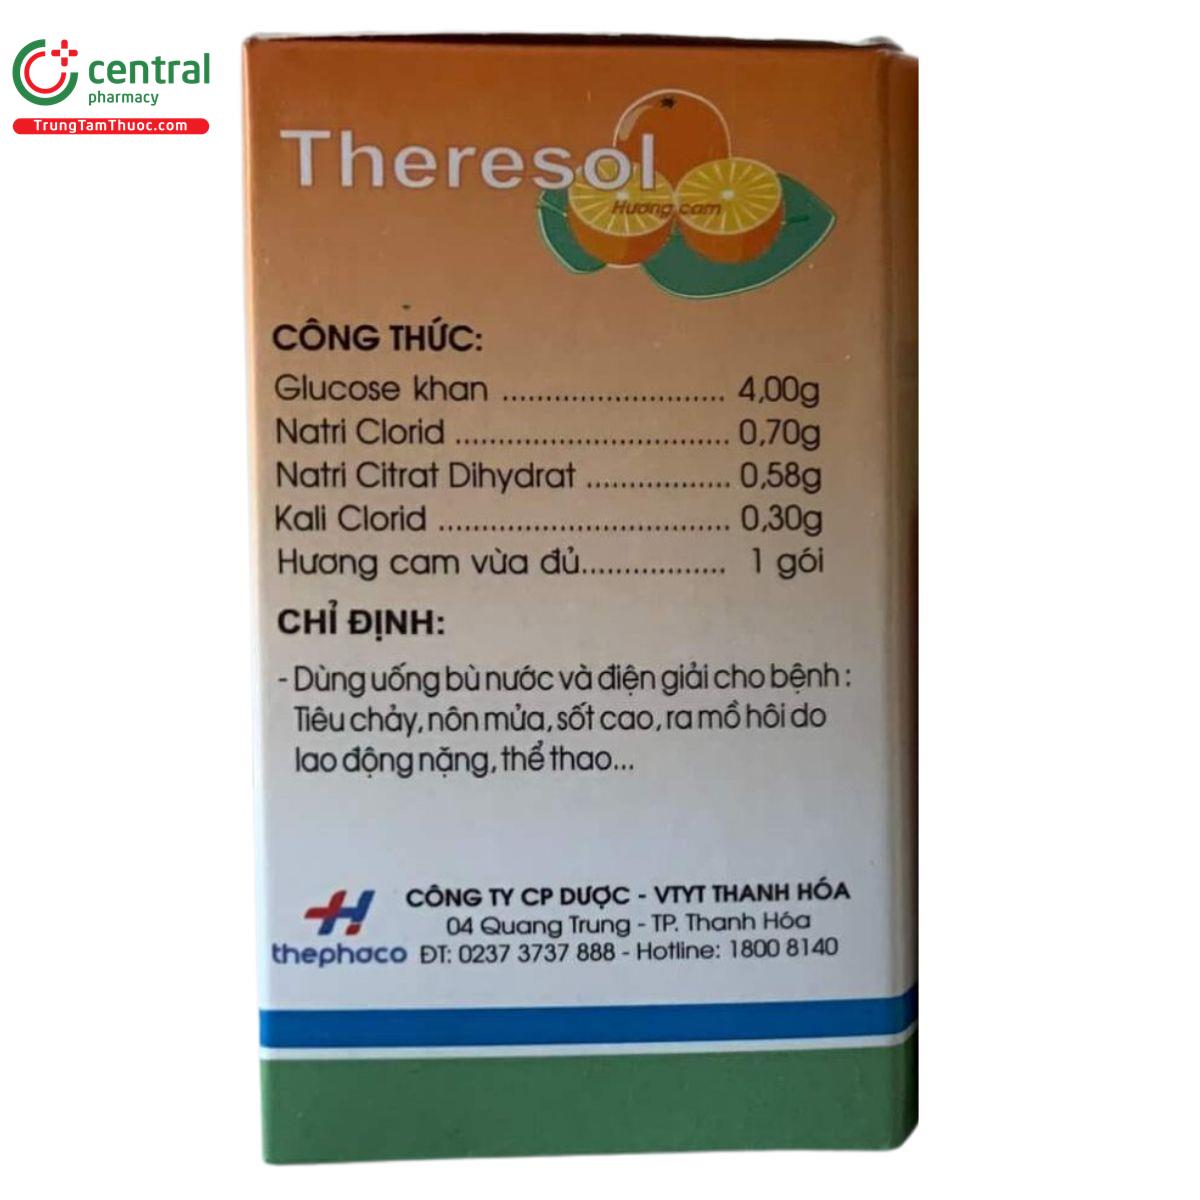 central
pharmacy
TrungTamThuoc.com
Theresol
Hương cam
CÔNG THỨC:
Glucose khan .......................... 4,00g
Natri Clorid ................................ 0,70g
Natri Citrat Dihydrat ................. 0,58g
Kali Clorid .................................. 0,30g
Hương cam vừa đủ................. 1 gói
CHỈ ĐỊNH:
- Dùng uống bù nước và điện giải cho bệnh :
Tiêu chảy, nôn mửa, sốt cao, ra mồ hôi do
lao động nặng, thể thao...
CÔNG TY CP DƯỢC - VTYT THANH HÓA
04 Quang Trung - TP. Thanh Hóa
thephaco ĐT: 0237 3737 888 - Hotline: 1800 8140